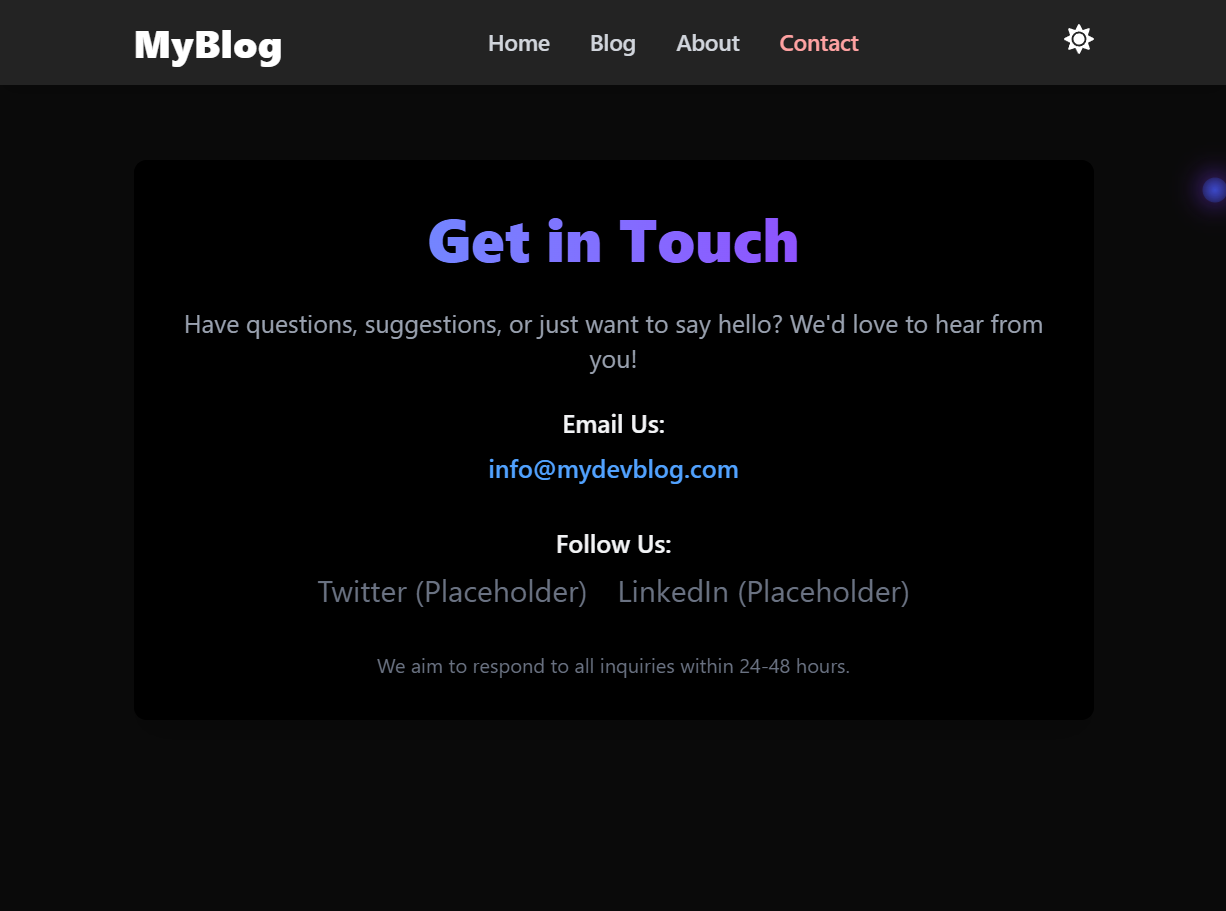 MyBlog Home Blog About Contact
Get in Touch
Have questions, suggestions, or just want to say hello? We'd love to hear from
you!
Email Us:
info@mydevblog.com
Follow Us:
Twitter (Placeholder) LinkedIn (Placeholder)
We aim to respond to all inquiries within 24-48 hours.